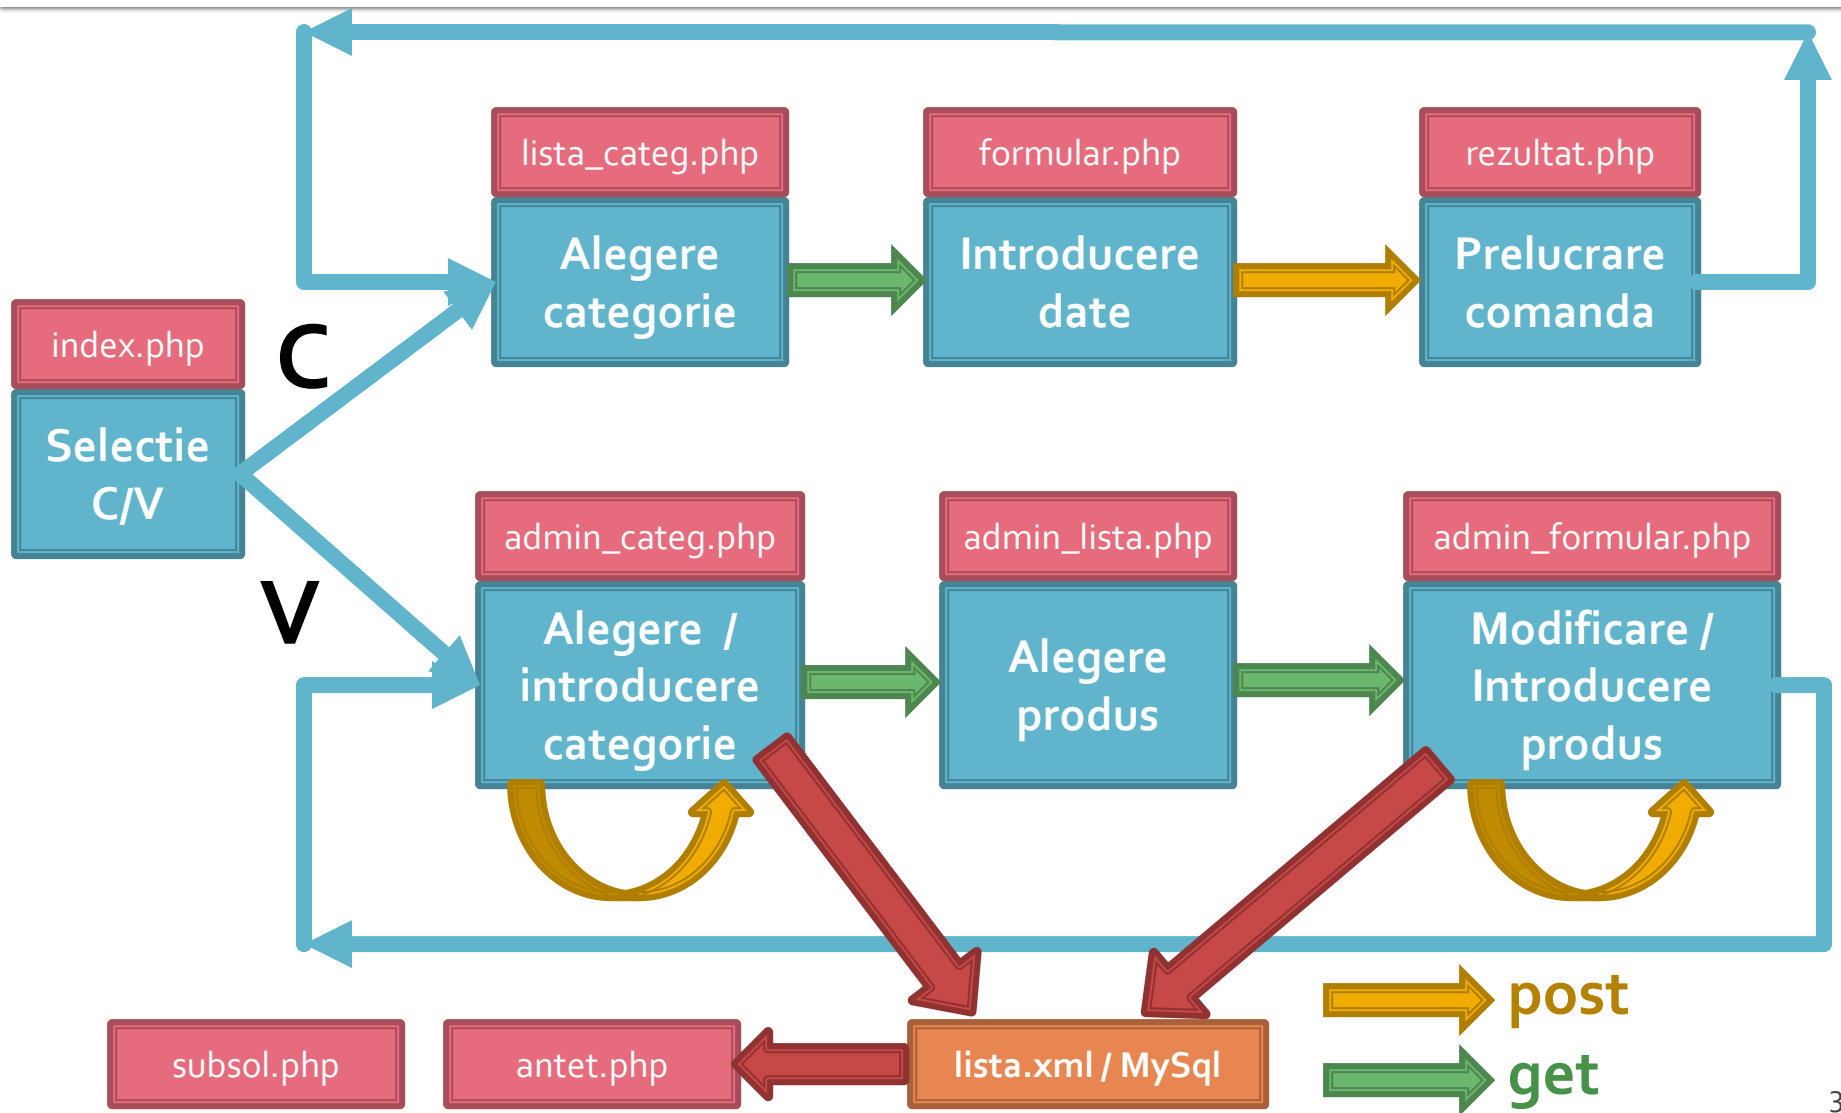 lista_categ.php
formular.php
rezultat.php
Alegere
categorie
Introducere
date
Prelucrare
comanda
index.php
C
Selectie
C/V
V
admin_categ.php
admin_lista.php
admin_formular.php
Alegere /
introducere
categorie
Alegere
produs
Modificare /
Introducere
produs
post
subsol.php
antet.php
lista.xml / MySql
get
3